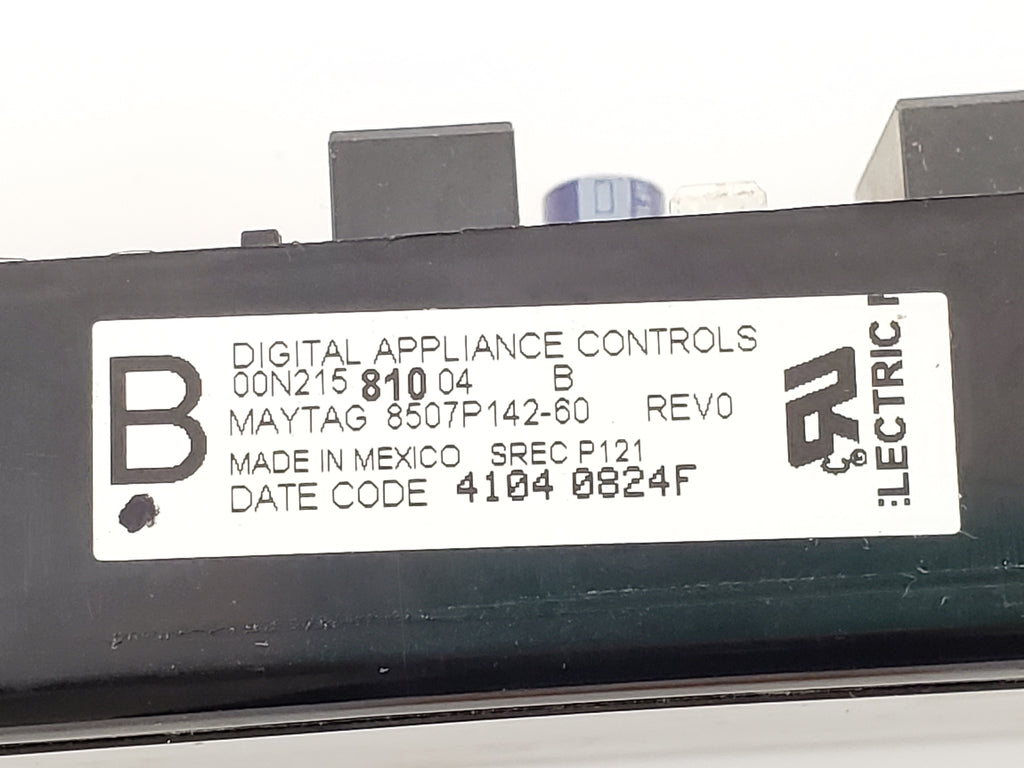 B
DIGITAL APPLIANCE CONTROLS
00N215 810 04 B
MAYTAG 8507P142-60 REV0
MADE IN MEXICO SREC P121
DATE CODE 4104 0824F